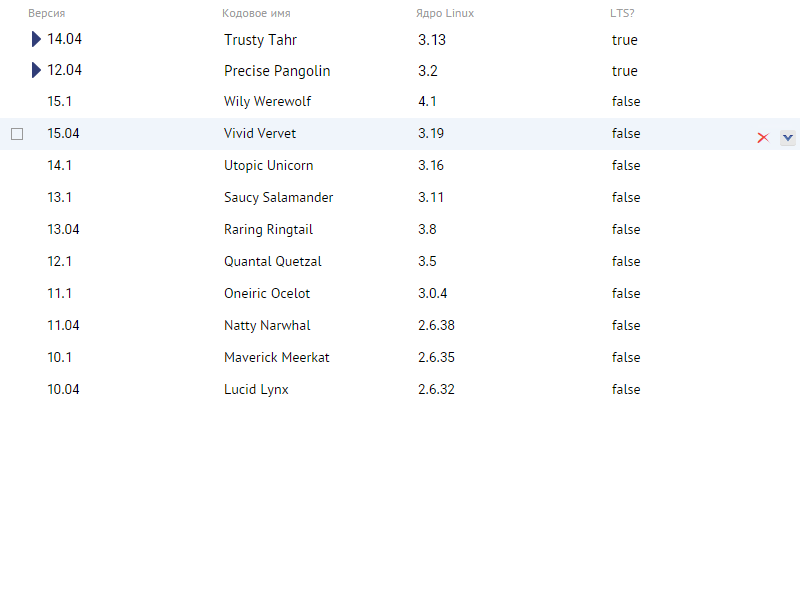 Версия Кодовое имя Ядро Linux LTS?
14.04 Trusty Tahr 3.13 true
12.04 Precise Pangolin 3.2 true
15.1 Wily Werewolf 4.1 false
15.04 Vivid Vervet 3.19 false
14.1 Utopic Unicorn 3.16 false
13.1 Saucy Salamander 3.11 false
13.04 Raring Ringtail 3.8 false
12.1 Quantal Quetzal 3.5 false
11.1 Oneiric Ocelot 3.0.4 false
11.04 Natty Narwhal 2.6.38 false
10.1 Maverick Meerkat 2.6.35 false
10.04 Lucid Lynx 2.6.32 false